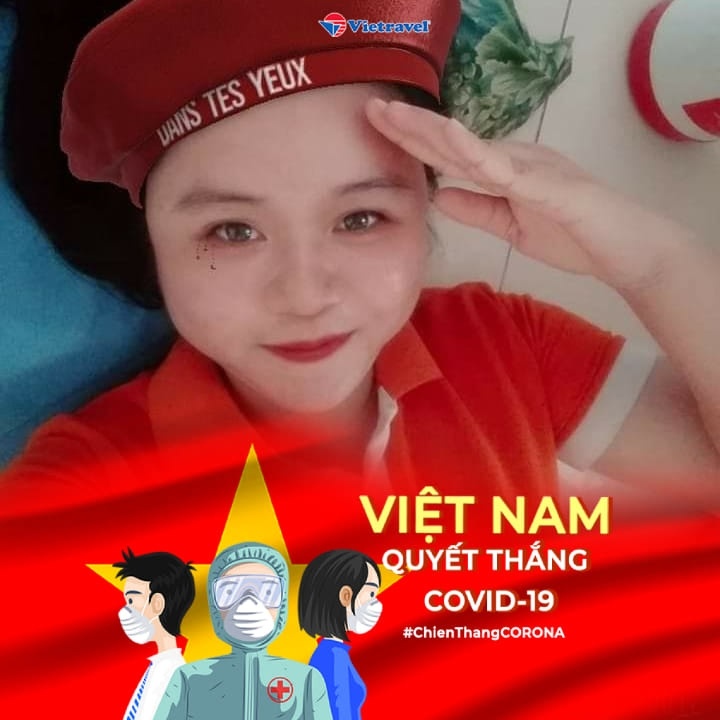 Vietravel
DANS TES YEUX
VIỆT NAM
QUYẾT THẮNG
COVID-19
#ChienThangCORONA